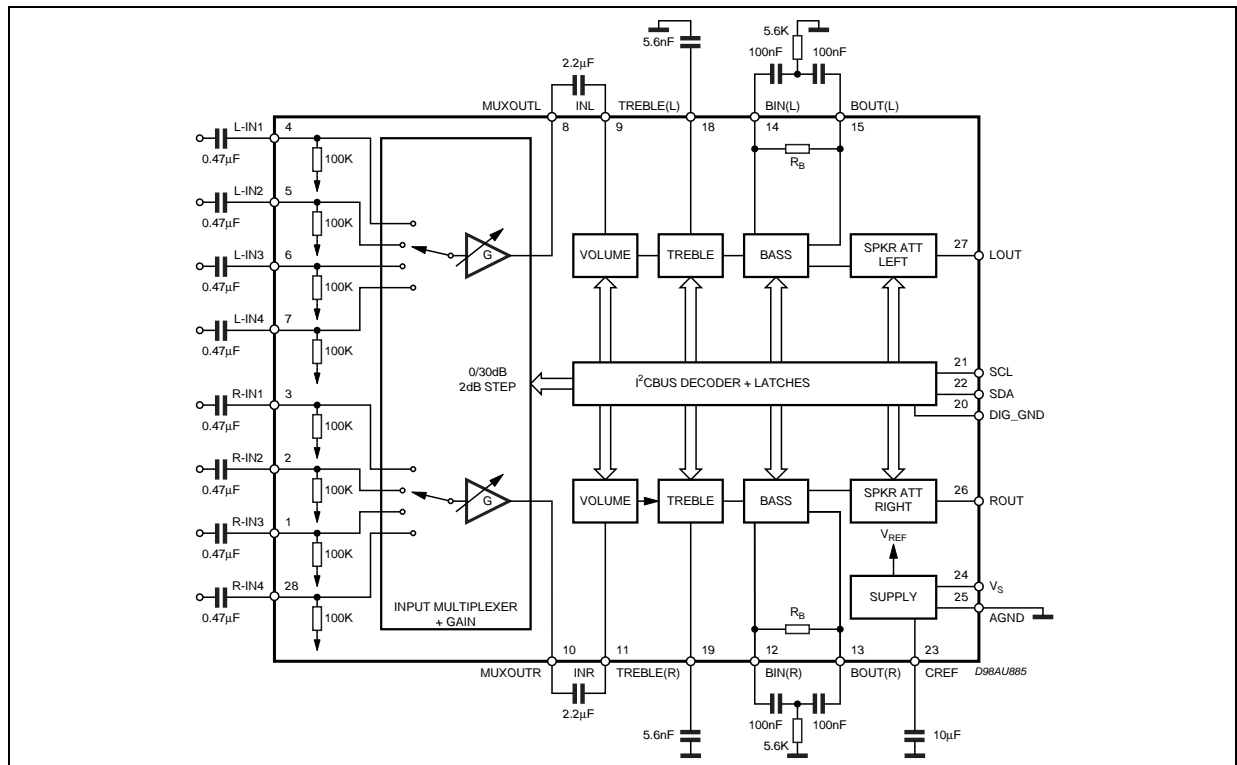 5.6K
5.6nF 100nF 100nF
2.2μF
MUXOUTL INL TREBLE(L) BIN(L) BOUT(L)
8 9 18 14 15
L-IN1 4
0.47μF 100K
R_B
L-IN2 5
0.47μF 100K
G VOLUME TREBLE BASS SPKR ATT LEFT 27 LOUT
L-IN3 6
0.47μF 100K
L-IN4 7
0.47μF 100K
0/30dB
2dB STEP
I²CBUS DECODER + LATCHES
21 SCL
22 SDA
20 DIG_GND
R-IN1 3
0.47μF 100K
R-IN2 2
0.47μF 100K
G VOLUME TREBLE BASS SPKR ATT RIGHT 26 ROUT
R-IN3 1
0.47μF 100K
V_REF
R-IN4 28
0.47μF 100K
SUPPLY
24 V_S
25 AGND
INPUT MULTIPLEXER
+ GAIN
R_B
10 11 19 12 13 23
MUXOUTR INR TREBLE(R) BIN(R) BOUT(R) CREF D98AU885
2.2μF
100nF 100nF
5.6nF 5.6K 10μF